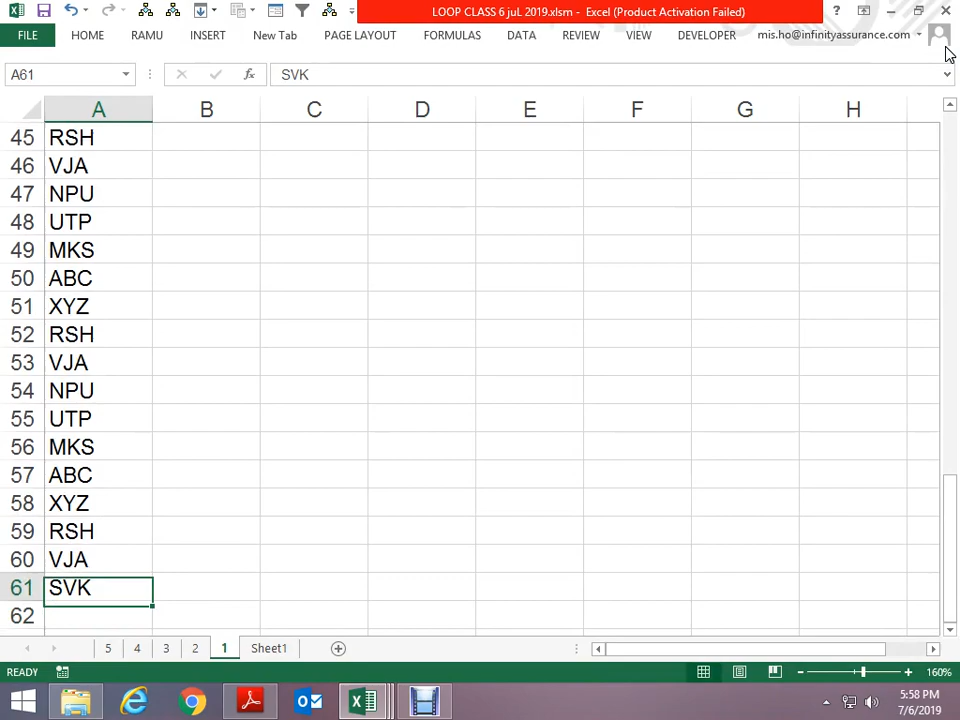 LOOP CLASS 6 juL 2019.xlsm - Excel (Product Activation Failed)
FILE HOME RAMU INSERT New Tab PAGE LAYOUT FORMULAS DATA REVIEW VIEW DEVELOPER mis.ho@infinityassurance.com
A61 fx SVK
A B C D E F G H
45 RSH
46 VJA
47 NPU
48 UTP
49 MKS
50 ABC
51 XYZ
52 RSH
53 VJA
54 NPU
55 UTP
56 MKS
57 ABC
58 XYZ
59 RSH
60 VJA
61 SVK
62
5 4 3 2 1 Sheet1
READY 160%
5:58 PM
7/6/2019